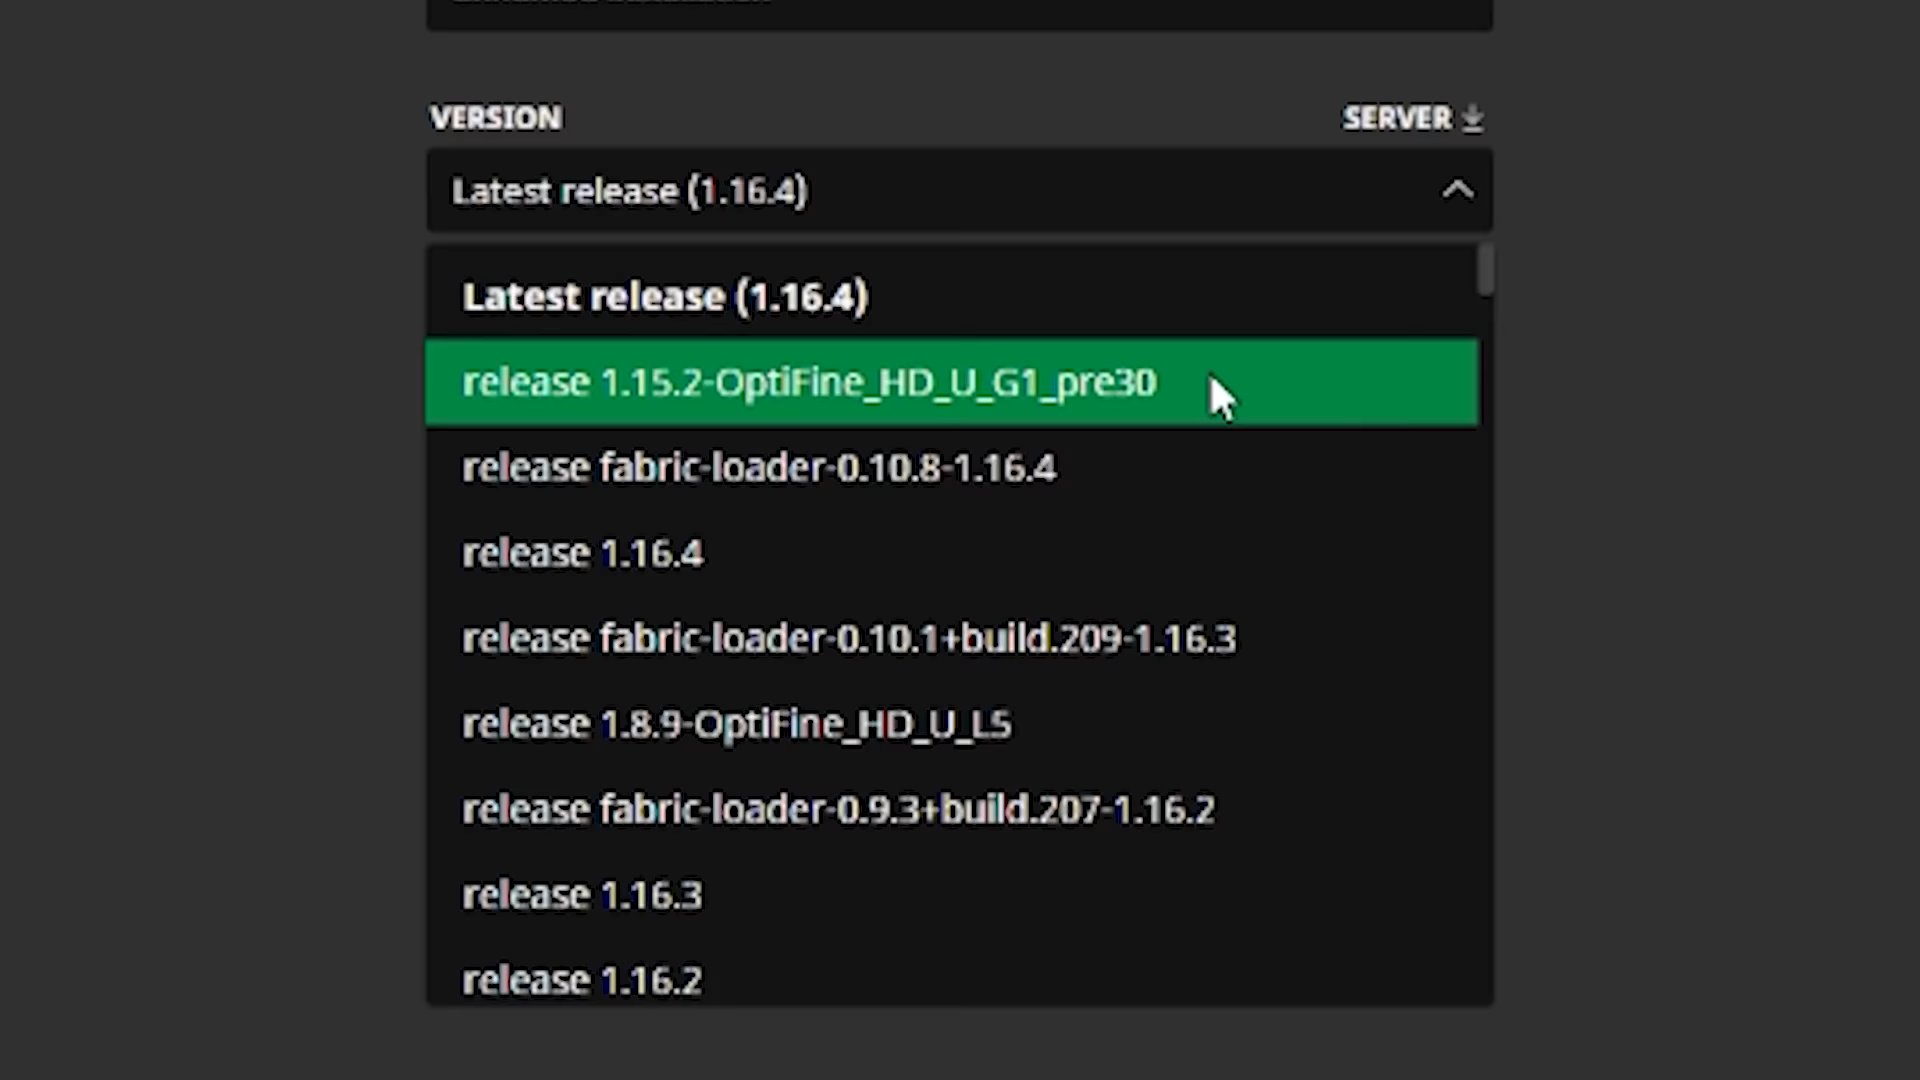 VERSION
SERVER
Latest release (1.16.4)
Latest release (1.16.4)
release 1.15.2-OptiFine_HD_U_G1_pre30
release fabric-loader-0.10.8-1.16.4
release 1.16.4
release fabric-loader-0.10.1+build.209-1.16.3
release 1.8.9-OptiFine_HD_U_L5
release fabric-loader-0.9.3+build.207-1.16.2
release 1.16.3
release 1.16.2